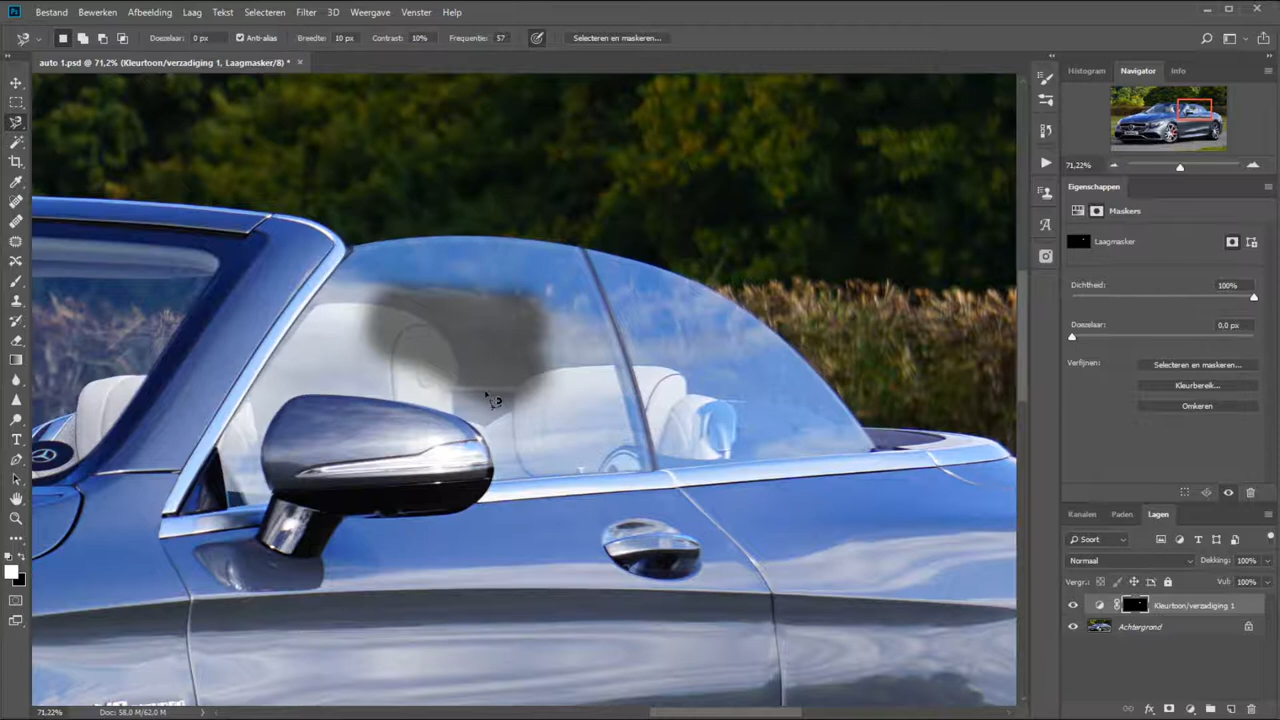 Ps Bestand Bewerken Afbeelding Laag Tekst Selecteren Filter 3D Weergave Venster Help
Doezelaar: 0 px Anti-alias Breedte: 10 px Contrast: 10% Frequentie: 57 Selecteren en maskeren...
auto 1.psd @ 71,2% (Kleurtoon/verzadiging 1, Laagmasker/8) *
Histogram Navigator Info
71,22%
Eigenschappen
Maskers
Laagmasker
Dichtheid: 100%
Doezelaar: 0,0 px
Verfijnen: Selecteren en maskeren...
Kleurbereik...
Omkeren
Kanalen Paden Lagen
Soort
Normaal Dekking: 100%
Vergr.: Vul: 100%
Kleurtoon/verzadiging 1
Achtergrond
71,22% Doc: 58,0 M/62,0 M